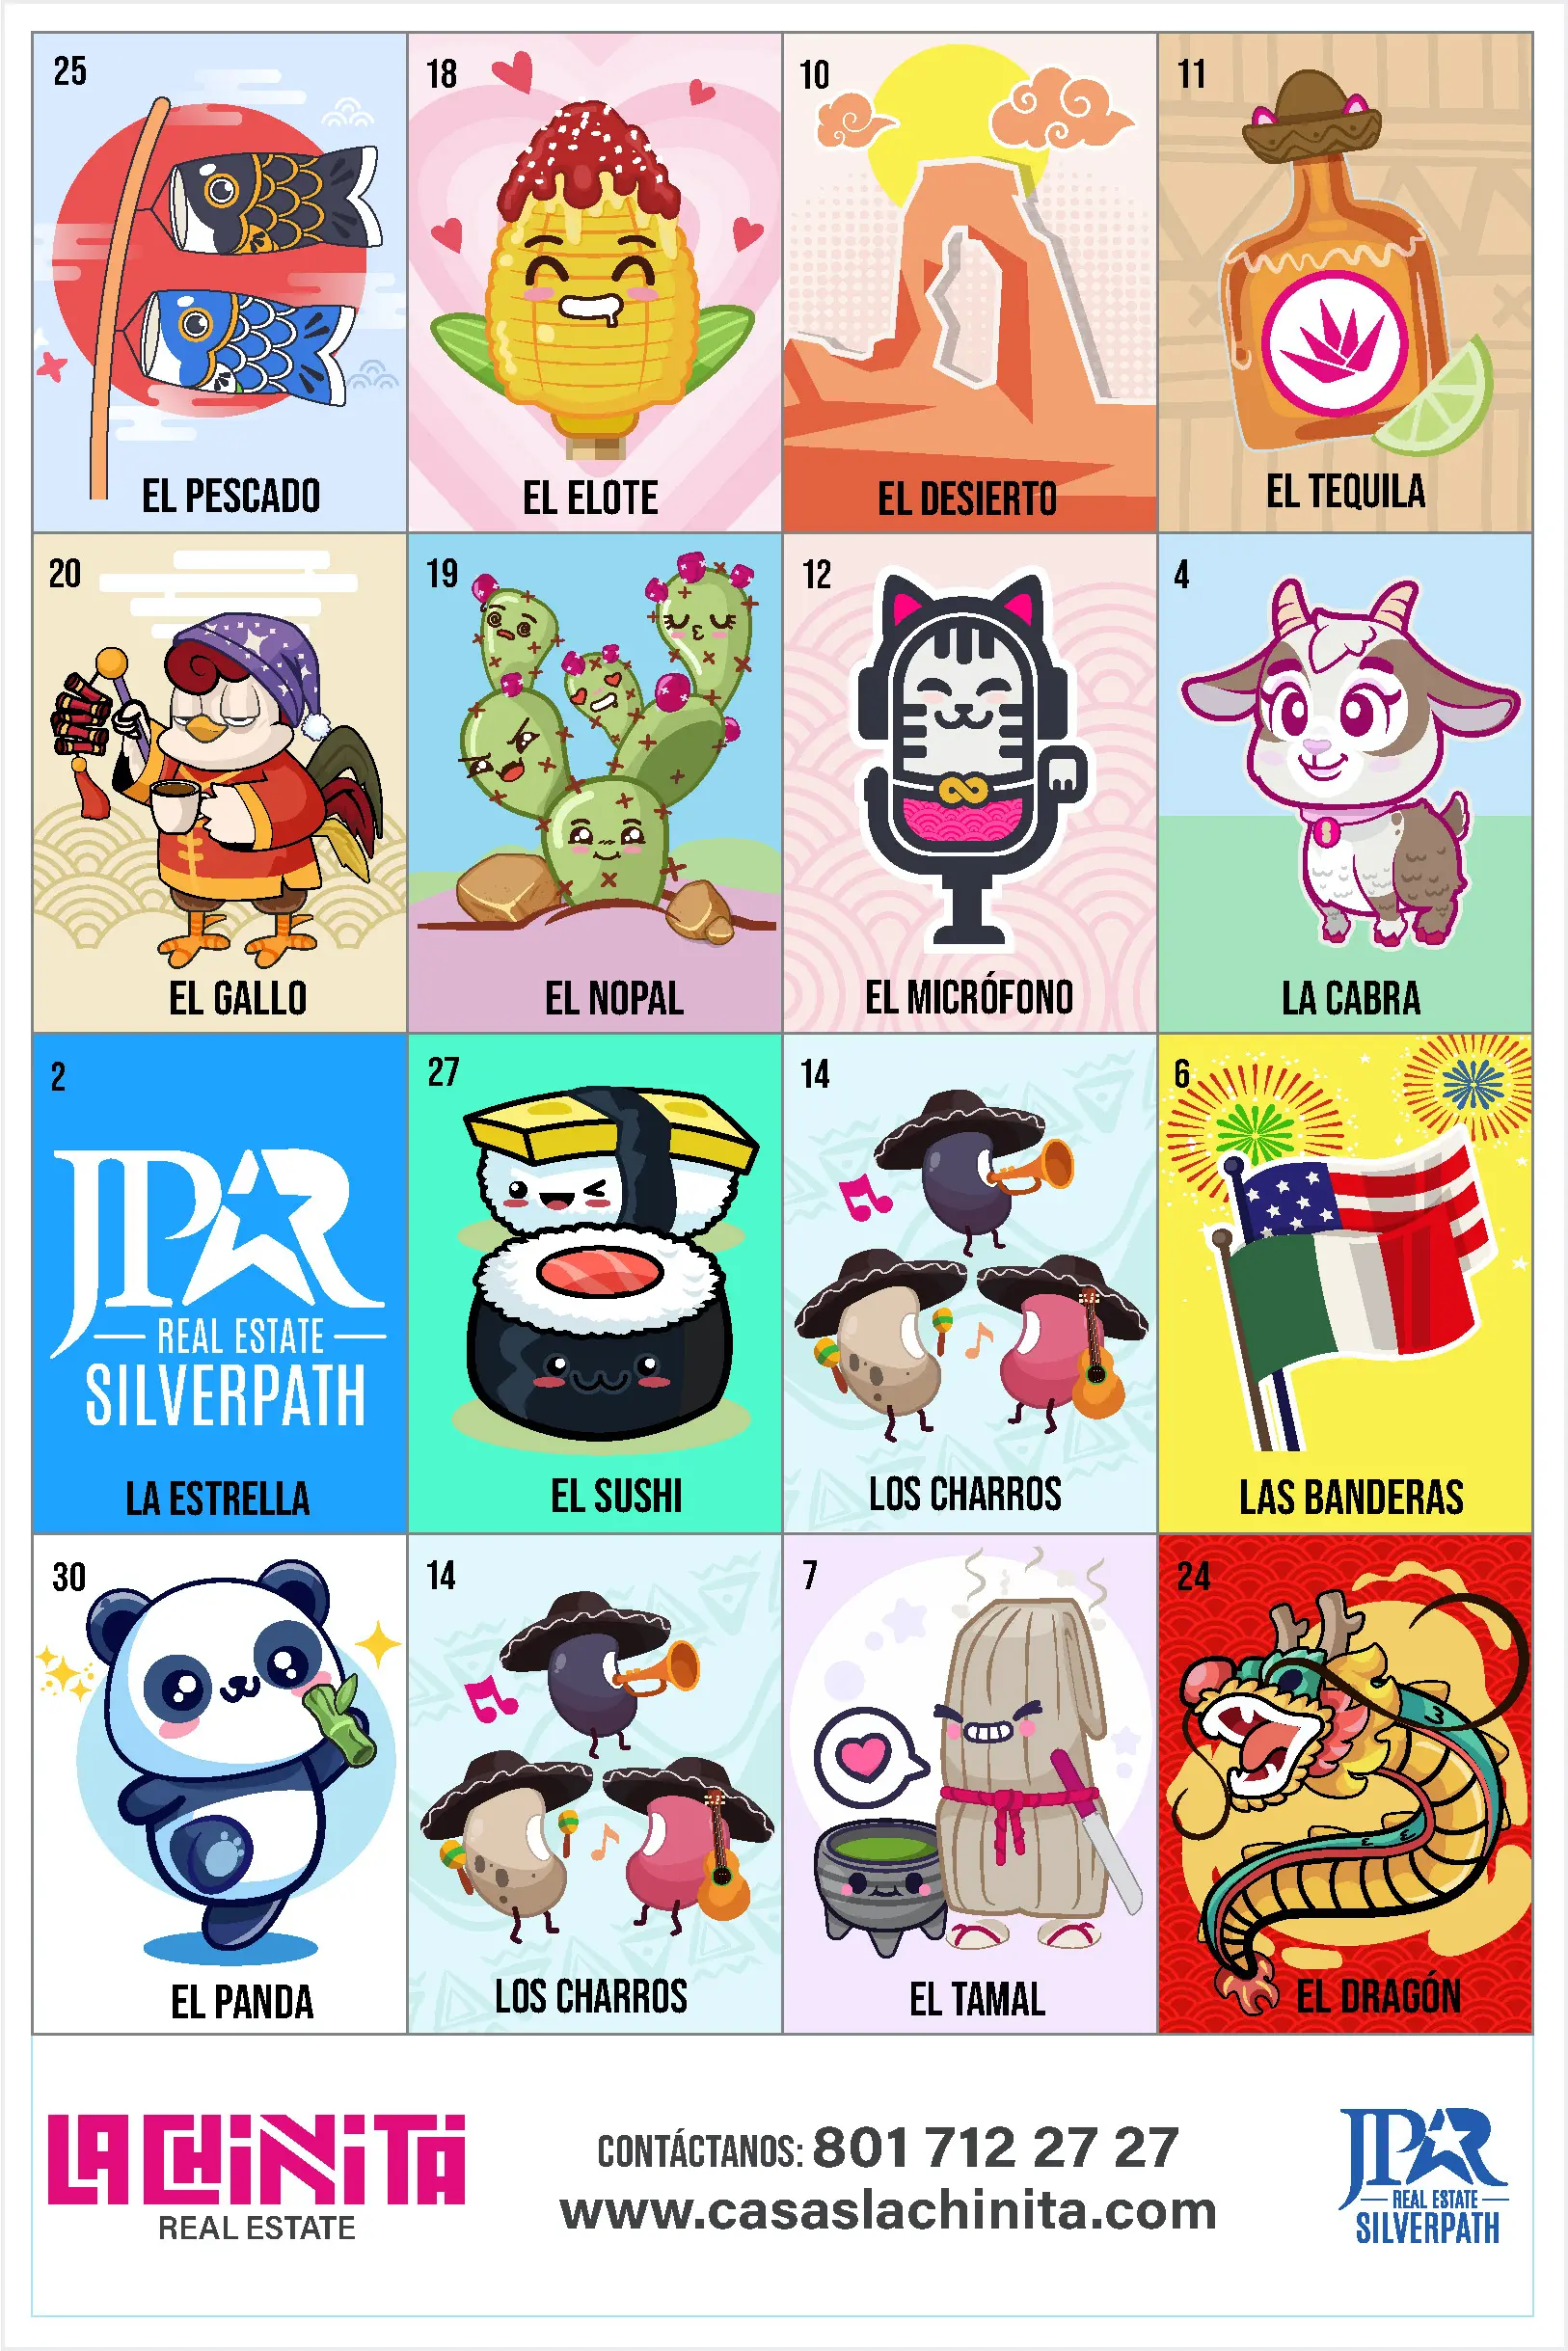 25
EL PESCADO
18
EL ELOTE
10
EL DESIERTO
11
EL TEQUILA
20
EL GALLO
19
EL NOPAL
12
EL MICRÓFONO
4
LA CABRA
2
JPAR
REAL ESTATE
SILVERPATH
LA ESTRELLA
27
EL SUSHI
14
LOS CHARROS
6
LAS BANDERAS
30
EL PANDA
14
LOS CHARROS
7
EL TAMAL
24
EL DRAGÓN
LA CHINITA
REAL ESTATE
CONTÁCTANOS: 801 712 27 27
www.casaslachinita.com
JPAR
REAL ESTATE
SILVERPATH